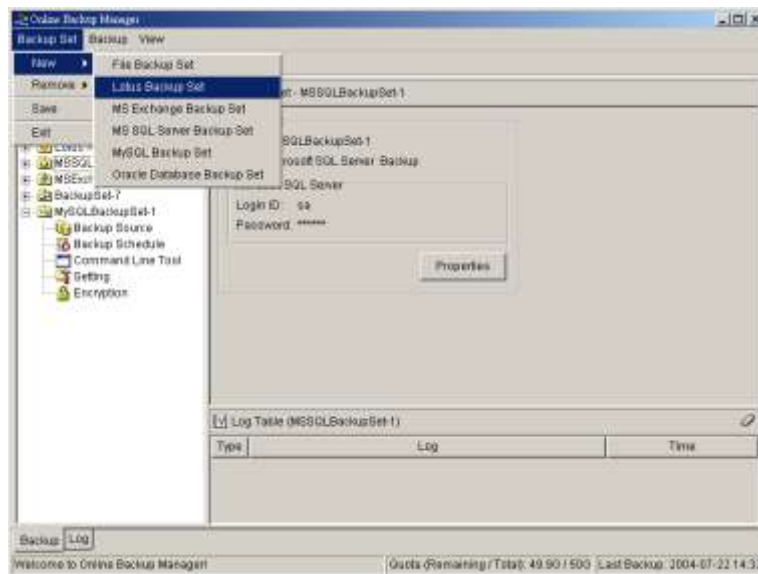 Online Backup Manager
Backup Set Backup View
New
File Backup Set
Remove
Lotus Backup Set
Save
MS Exchange Backup Set
Exit
MS SQL Server Backup Set
MySQL Backup Set
Oracle Database Backup Set
- MSSQLBackupSet-1
SQLBackupSet-1
rosoft SQL Server Backup
SQL Server
Login ID: sa
Password: ******
Properties
BackupSet-7
MySQLBackupSet-1
Backup Source
Backup Schedule
Command Line Tool
Setting
Encryption
Log Table (MSSQLBackupSet-1)
Type Log Time
Backup Log
Welcome to Online Backup Manager!
Quota (Remaining / Total): 49.90 / 50G
Last Backup: 2004-07-22 14:3